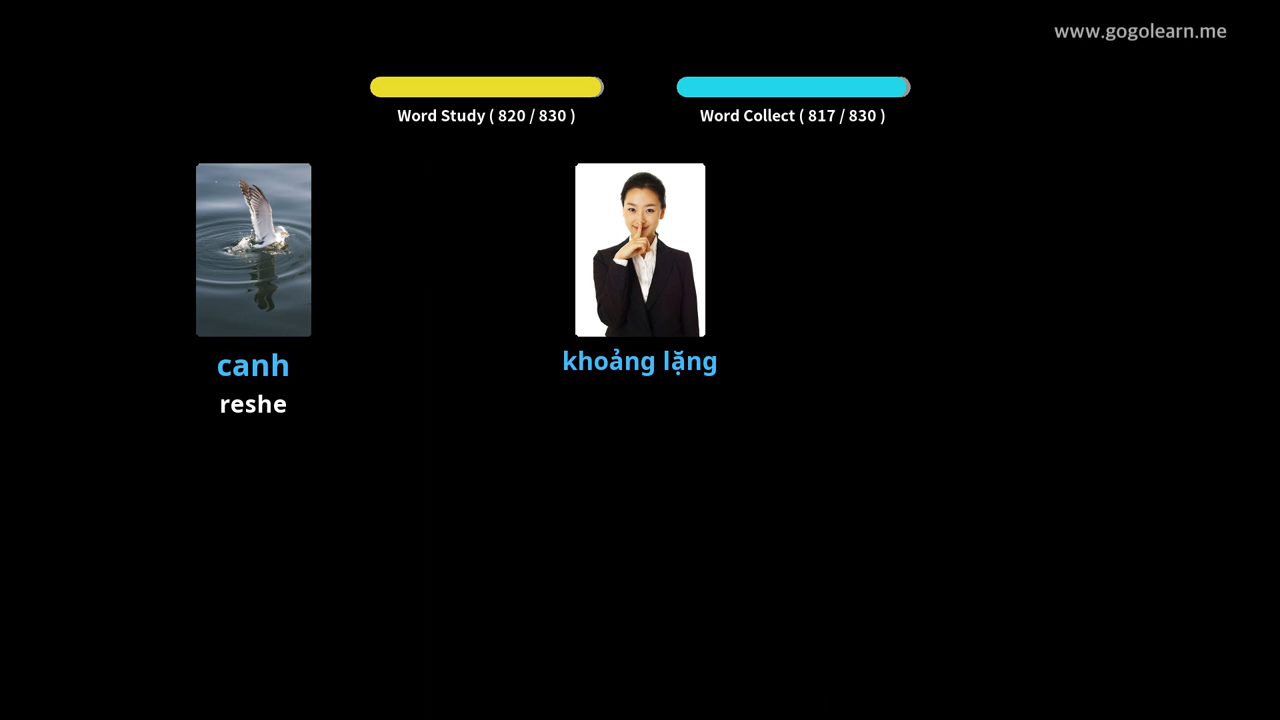 www.gogolearn.me
Word Study ( 820 / 830 )
Word Collect ( 817 / 830 )
canh
reshe
khoảng lặng